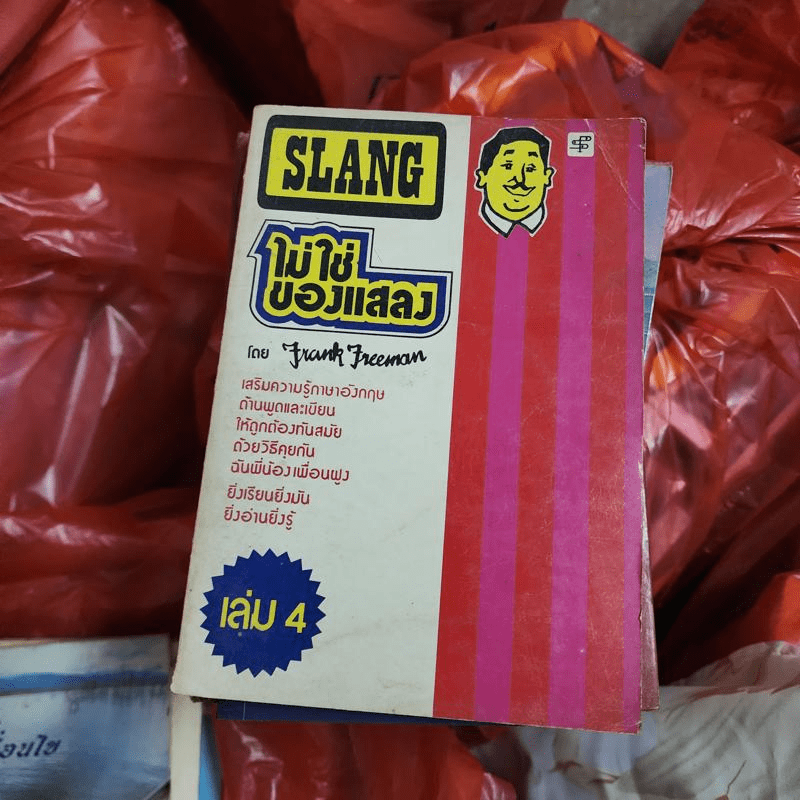 SLANG
ไม่ใช่
ของแสลง
โดย Frank Freeman
เสริมความรู้ภาษาอังกฤษ
ด้านพูดและเขียน
ให้ถูกต้องทันสมัย
ด้วยวิธีคุยกัน
ฉันพี่น้องเพื่อนฝูง
ยิ่งเรียนยิ่งมัน
ยิ่งอ่านยิ่งรู้
เล่ม 4